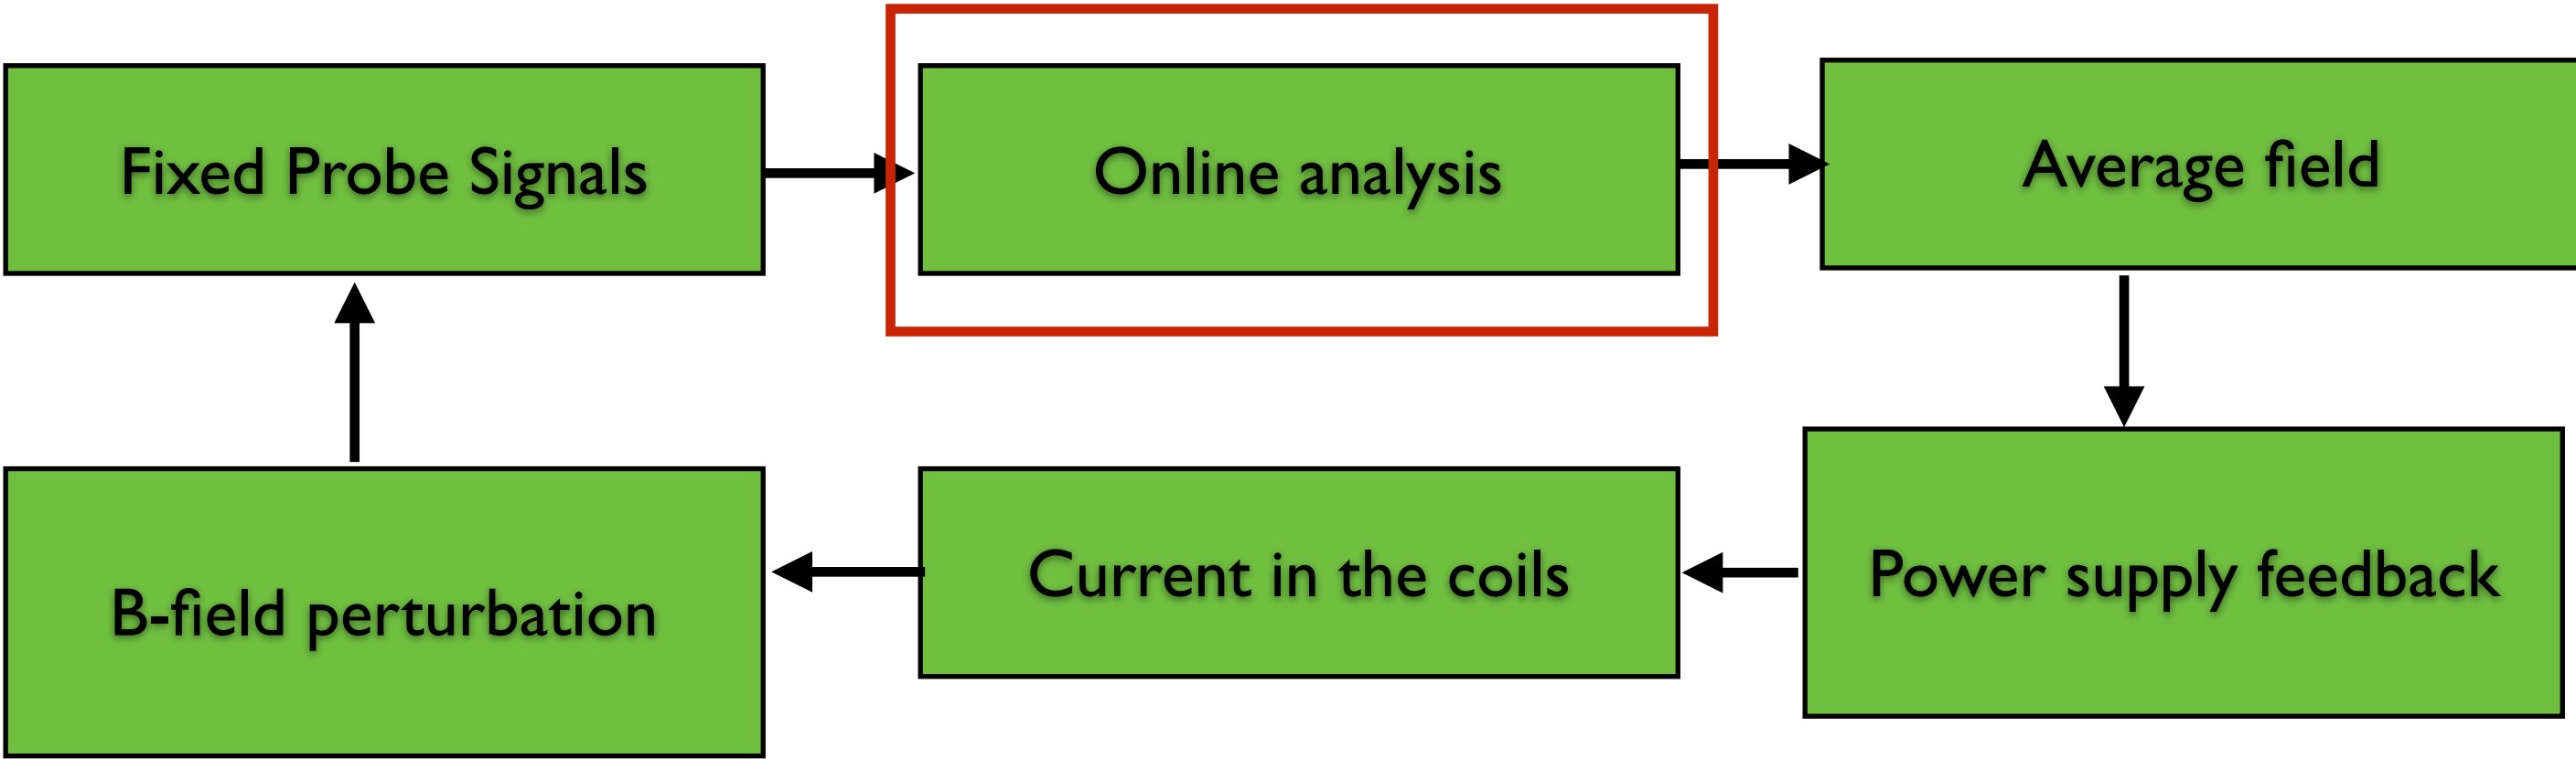 Fixed Probe Signals
Online analysis
Average field
B-field perturbation
Current in the coils
Power supply feedback